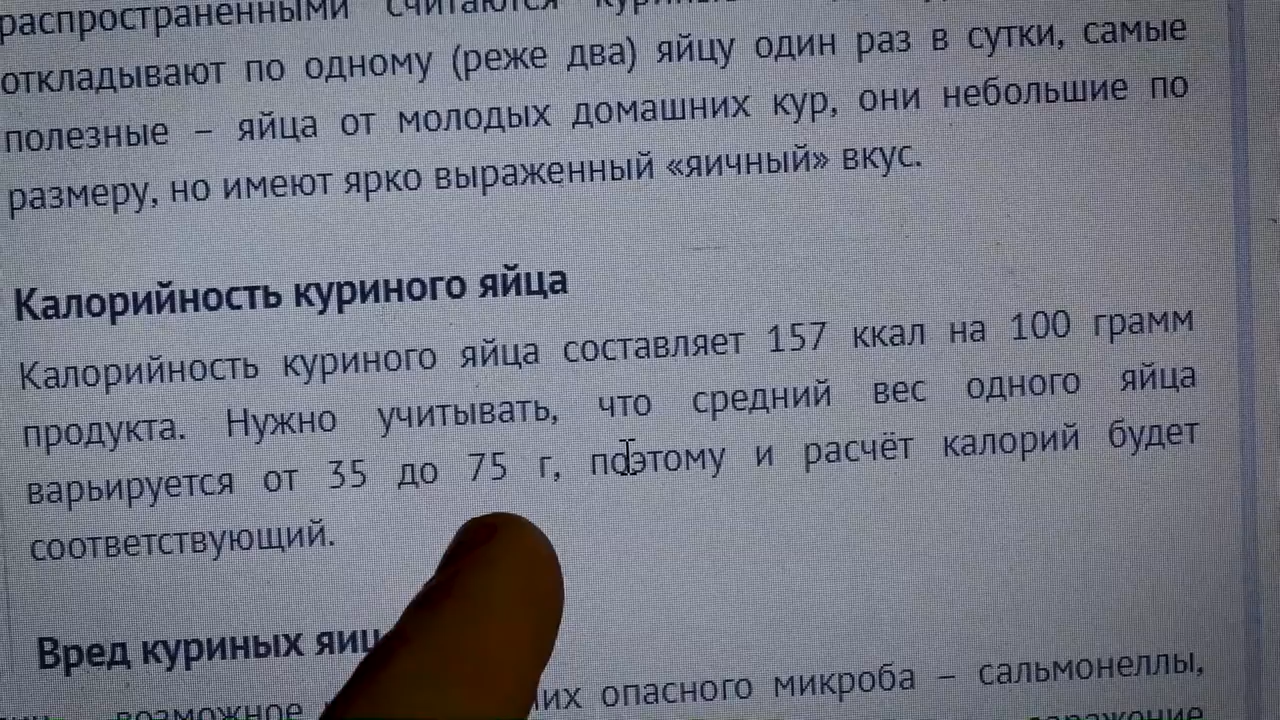 распространенными считаются
откладывают по одному (реже два) яйцу один раз в сутки, самые
полезные – яйца от молодых домашних кур, они небольшие по
размеру, но имеют ярко выраженный «яичный» вкус.
Калорийность куриного яйца
Калорийность куриного яйца составляет 157 ккал на 100 грамм
продукта. Нужно учитывать, что средний вес одного яйца
варьируется от 35 до 75 г, поэтому и расчёт калорий будет
соответствующий.
Вред куриных яиц
возможное их опасного микроба – сальмонеллы,